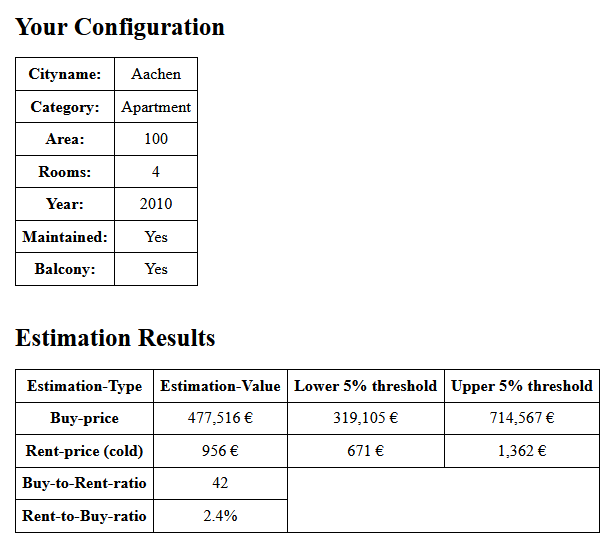 Your Configuration
Cityname: Aachen
Category: Apartment
Area: 100
Rooms: 4
Year: 2010
Maintained: Yes
Balcony: Yes
Estimation Results
Estimation-Type Estimation-Value Lower 5% threshold Upper 5% threshold
Buy-price 477,516 € 319,105 € 714,567 €
Rent-price (cold) 956 € 671 € 1,362 €
Buy-to-Rent-ratio 42
Rent-to-Buy-ratio 2.4%